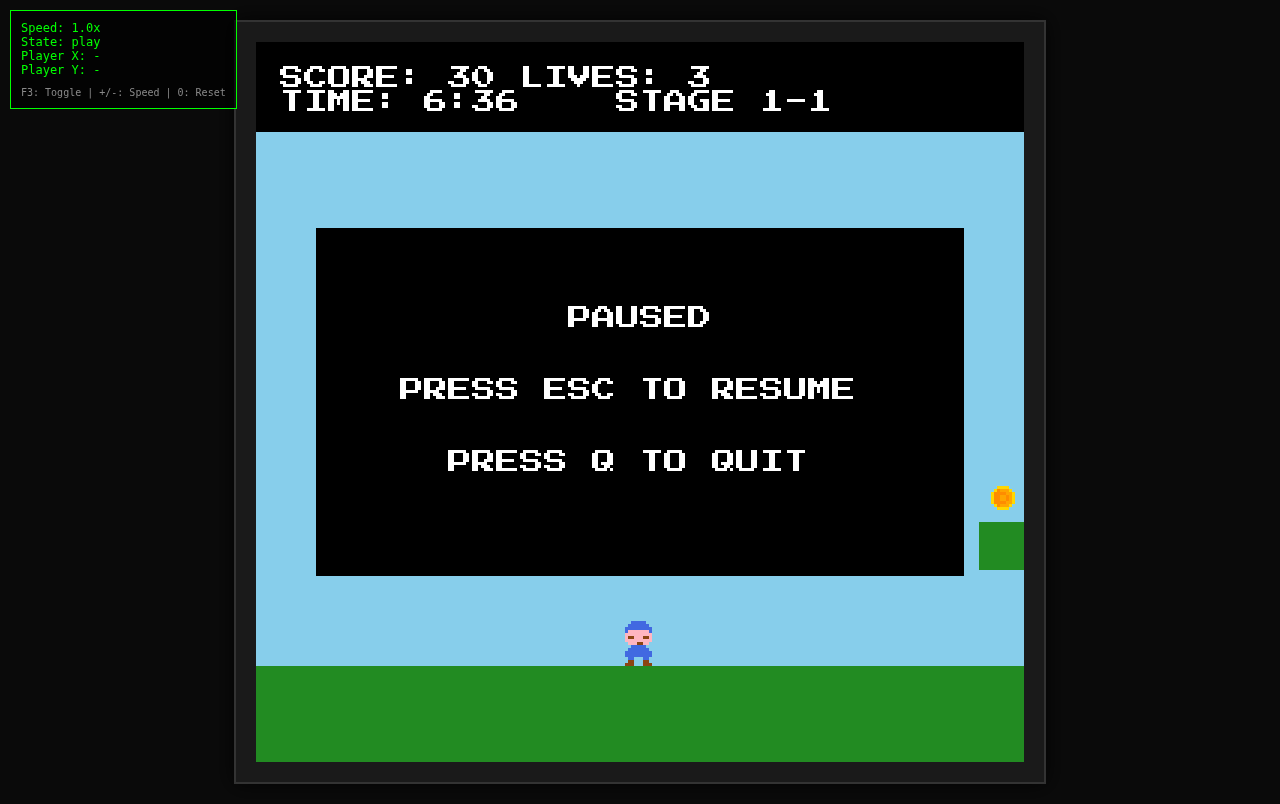 Speed: 1.0x
State: play
Player X: -
Player Y: -
F3: Toggle | +/-: Speed | 0: Reset
SCORE: 30 LIVES: 3
TIME: 6:36 STAGE 1-1
PAUSED
PRESS ESC TO RESUME
PRESS Q TO QUIT